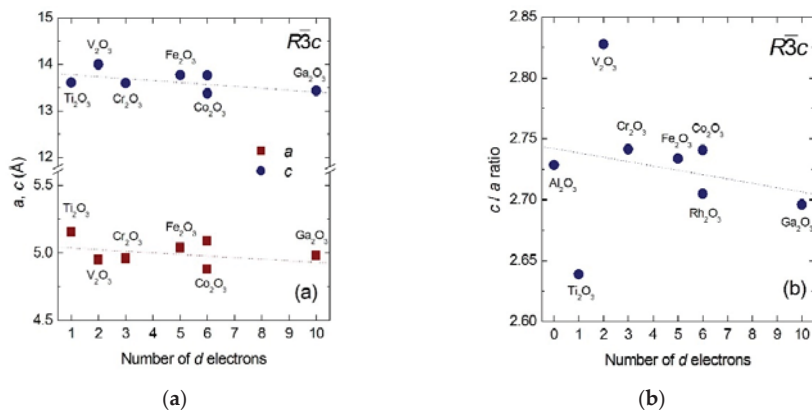 R3̄c
V₂O₃
Fe₂O₃
Ga₂O₃
Ti₂O₃
Cr₂O₃
Co₂O₃
a
c
Ti₂O₃
Fe₂O₃
Cr₂O₃
Ga₂O₃
V₂O₃
Co₂O₃
(a)
15
14
13
12
5.5
5.0
4.5
a, c (Å)
1 2 3 4 5 6 7 8 9 10
Number of d electrons
(a)
R3̄c
V₂O₃
Cr₂O₃
Fe₂O₃ Co₂O₃
Al₂O₃
Rh₂O₃
Ga₂O₃
Ti₂O₃
(b)
2.85
2.80
2.75
2.70
2.65
2.60
c / a ratio
0 1 2 3 4 5 6 7 8 9 10
Number of d electrons
(b)